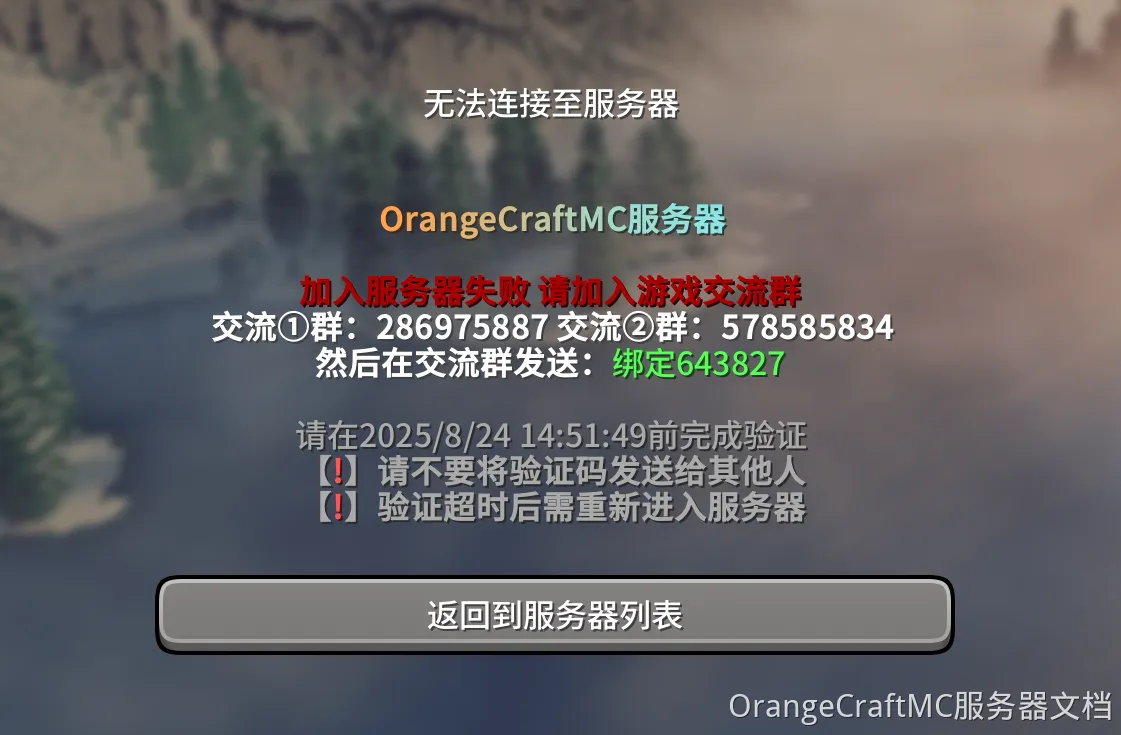 无法连接至服务器
OrangeCraftMC服务器
加入服务器失败 请加入游戏交流群
交流①群：286975887 交流②群：578585834
然后在交流群发送：绑定643827
请在2025/8/24 14:51:49前完成验证
【!】请不要将验证码发送给其他人
【!】验证超时后需重新进入服务器
返回到服务器列表
OrangeCraftMC服务器文档